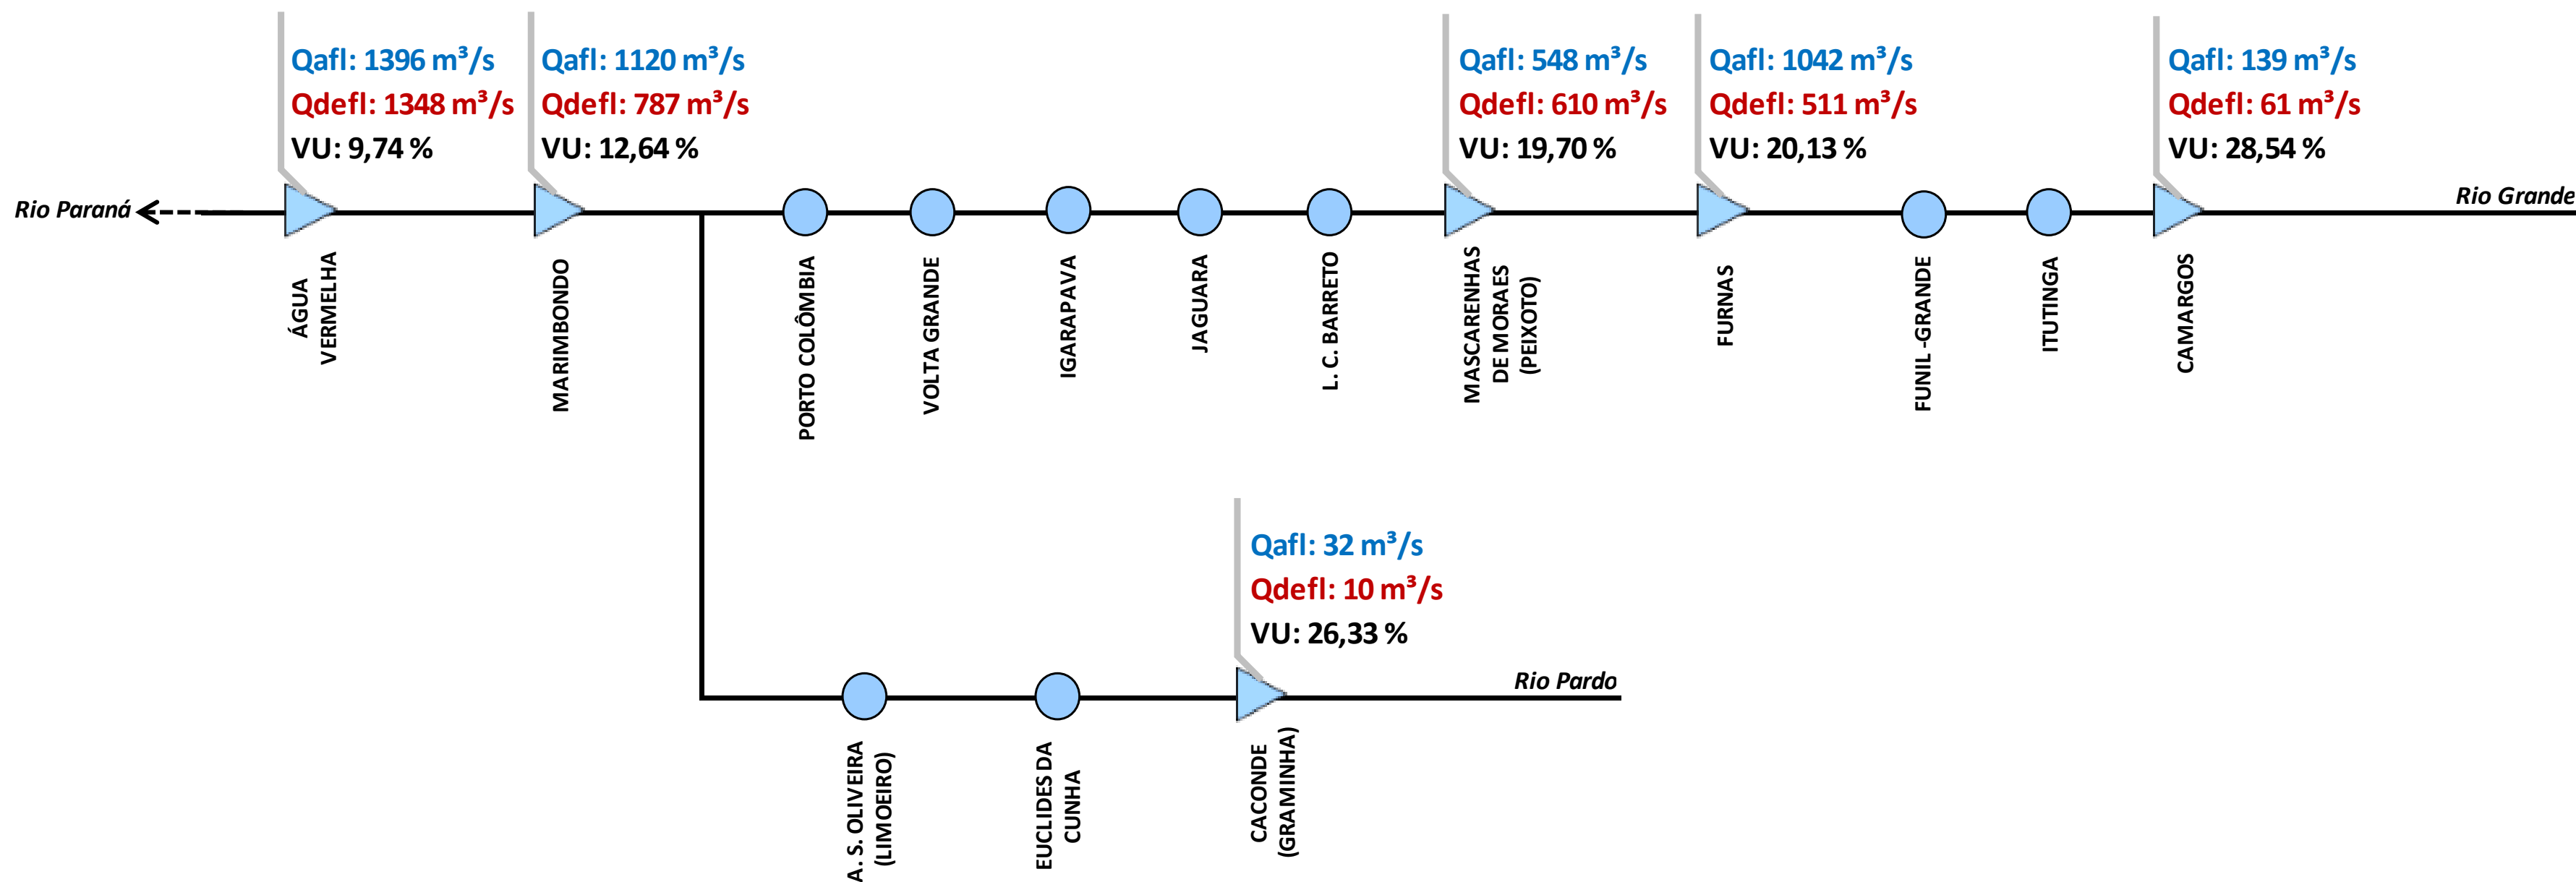 Qafl: 1396 m³/s
Qdefl: 1348 m³/s
VU: 9,74 %
Qafl: 1120 m³/s
Qdefl: 787 m³/s
VU: 12,64 %
Qafl: 548 m³/s
Qdefl: 610 m³/s
VU: 19,70 %
Qafl: 1042 m³/s
Qdefl: 511 m³/s
VU: 20,13 %
Qafl: 139 m³/s
Qdefl: 61 m³/s
VU: 28,54 %
Rio Paraná
Rio Grande
ÁGUA
VERMELHA
MARIMBONDO
PORTO COLÔMBIA
VOLTA GRANDE
IGARAPAVA
JAGUARA
L. C. BARRETO
MASCARENHAS
DE MORAES
(PEIXOTO)
FURNAS
FUNIL -GRANDE
ITUTINGA
CAMARGOS
Qafl: 32 m³/s
Qdefl: 10 m³/s
VU: 26,33 %
Rio Pardo
A. S. OLIVEIRA
(LIMOEIRO)
EUCLIDES DA
CUNHA
CACONDE
(GRAMINHA)